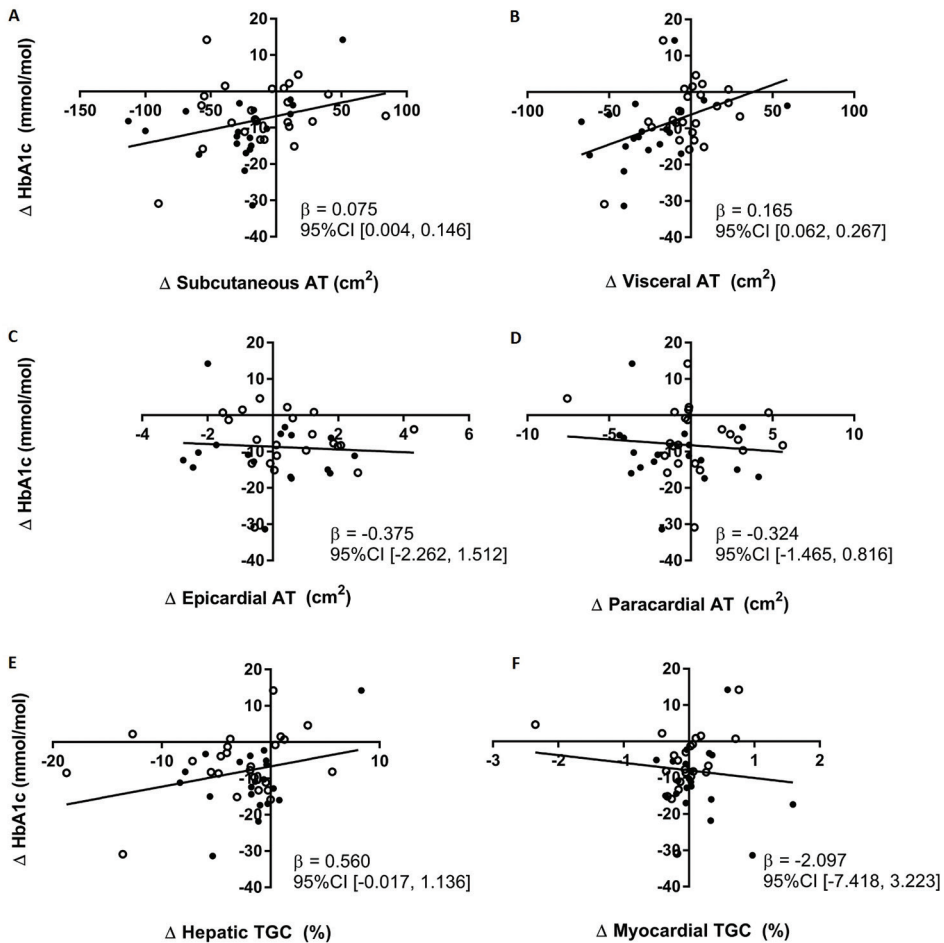 A
20
10
-150
-100
-50
50
100
-10
-20
-30
-40
Δ HbA1c (mmol/mol)
β = 0.075
95%CI [0.004, 0.146]
Δ Subcutaneous AT (cm²)
B
20
10
-100
-50
50
100
-10
-20
-30
-40
β = 0.165
95%CI [0.062, 0.267]
Δ Visceral AT (cm²)
C
20
10
-4
-2
2
4
6
-10
-20
-30
-40
Δ HbA1c (mmol/mol)
β = -0.375
95%CI [-2.262, 1.512]
Δ Epicardial AT (cm²)
D
20
10
-10
-5
5
10
-10
-20
-30
-40
β = -0.324
95%CI [-1.465, 0.816]
Δ Paracardial AT (cm²)
E
20
10
-20
-10
10
-10
-20
-30
-40
Δ HbA1c (mmol/mol)
β = 0.560
95%CI [-0.017, 1.136]
Δ Hepatic TGC (%)
F
20
10
-3
-2
-1
1
2
-10
-20
-30
-40
β = -2.097
95%CI [-7.418, 3.223]
Δ Myocardial TGC (%)